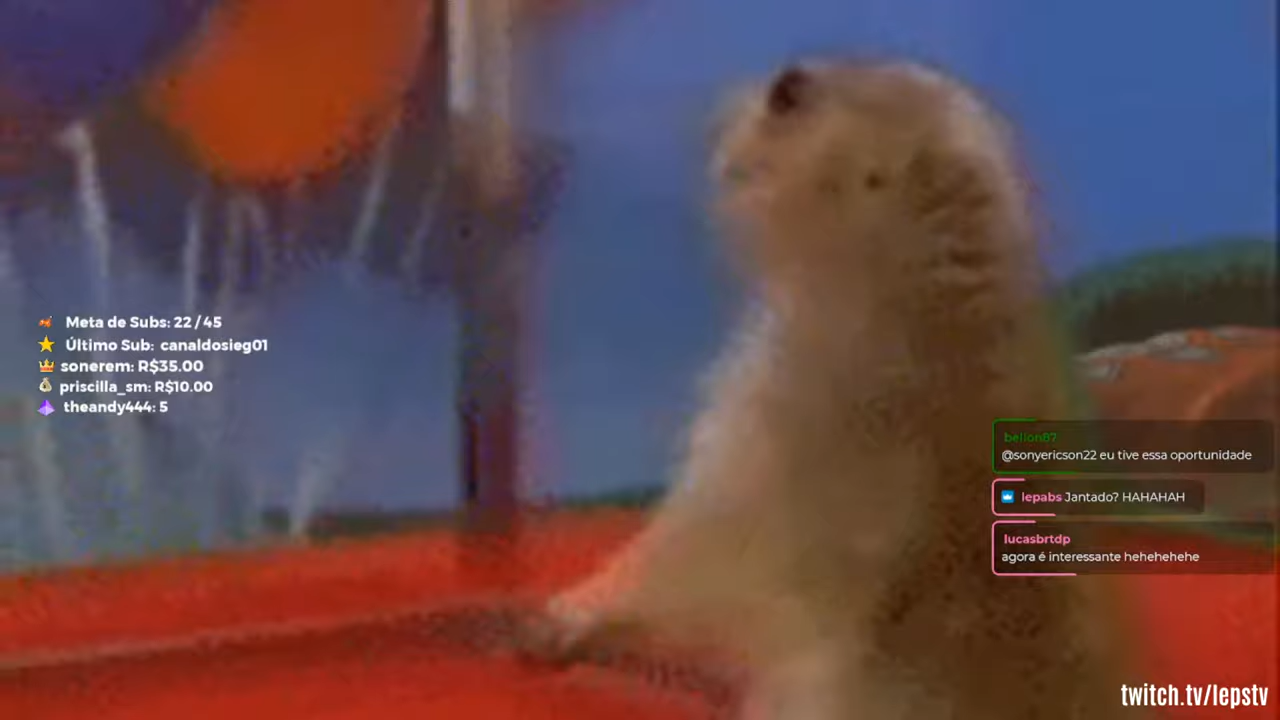 Meta de Subs: 22 / 45
Último Sub: canaldosieg01
sonerem: R$35.00
priscilla_sm: R$10.00
theandy444: 5
bellon87
@sonyericson22 eu tive essa oportunidade
lepabs Jantado? HAHAHAH
lucasbrtdp
agora é interessante hehehehehe
twitch.tv/lepstv